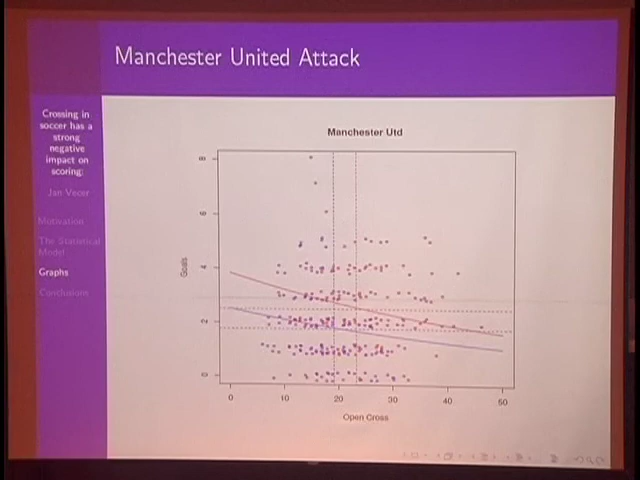 Manchester United Attack
Crossing in
soccer has a
strong
negative
impact on
scoring:
Jan Vecer
Motivation
The Statistical
Model
Graphs
Conclusions
Manchester Utd
Goals
8
6
4
2
0
0 10 20 30 40 50
Open Cross